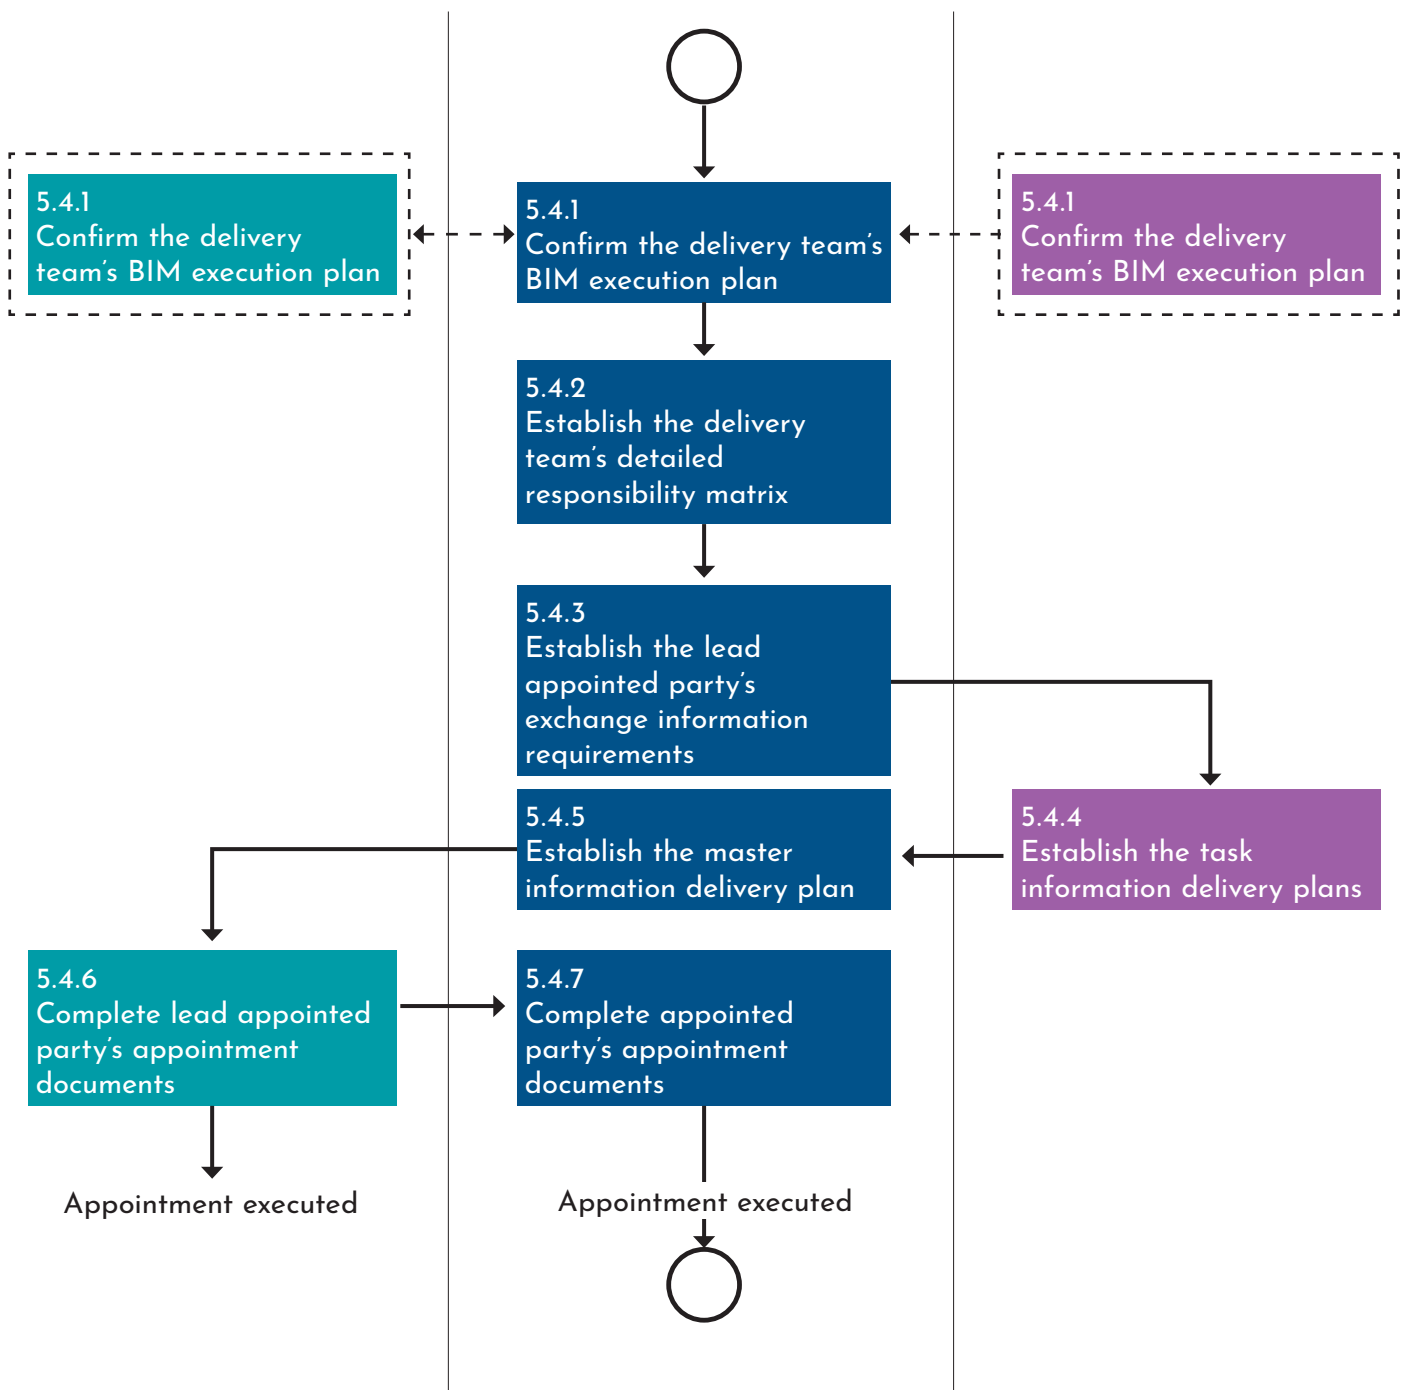 5.4.1
Confirm the delivery
team's BIM execution plan
5.4.1
Confirm the delivery team's
BIM execution plan
5.4.1
Confirm the delivery
team's BIM execution plan
5.4.2
Establish the delivery
team's detailed
responsibility matrix
5.4.3
Establish the lead
appointed party's
exchange information
requirements
5.4.5
Establish the master
information delivery plan
5.4.4
Establish the task
information delivery plans
5.4.6
Complete lead appointed
party's appointment
documents
5.4.7
Complete appointed
party's appointment
documents
Appointment executed
Appointment executed